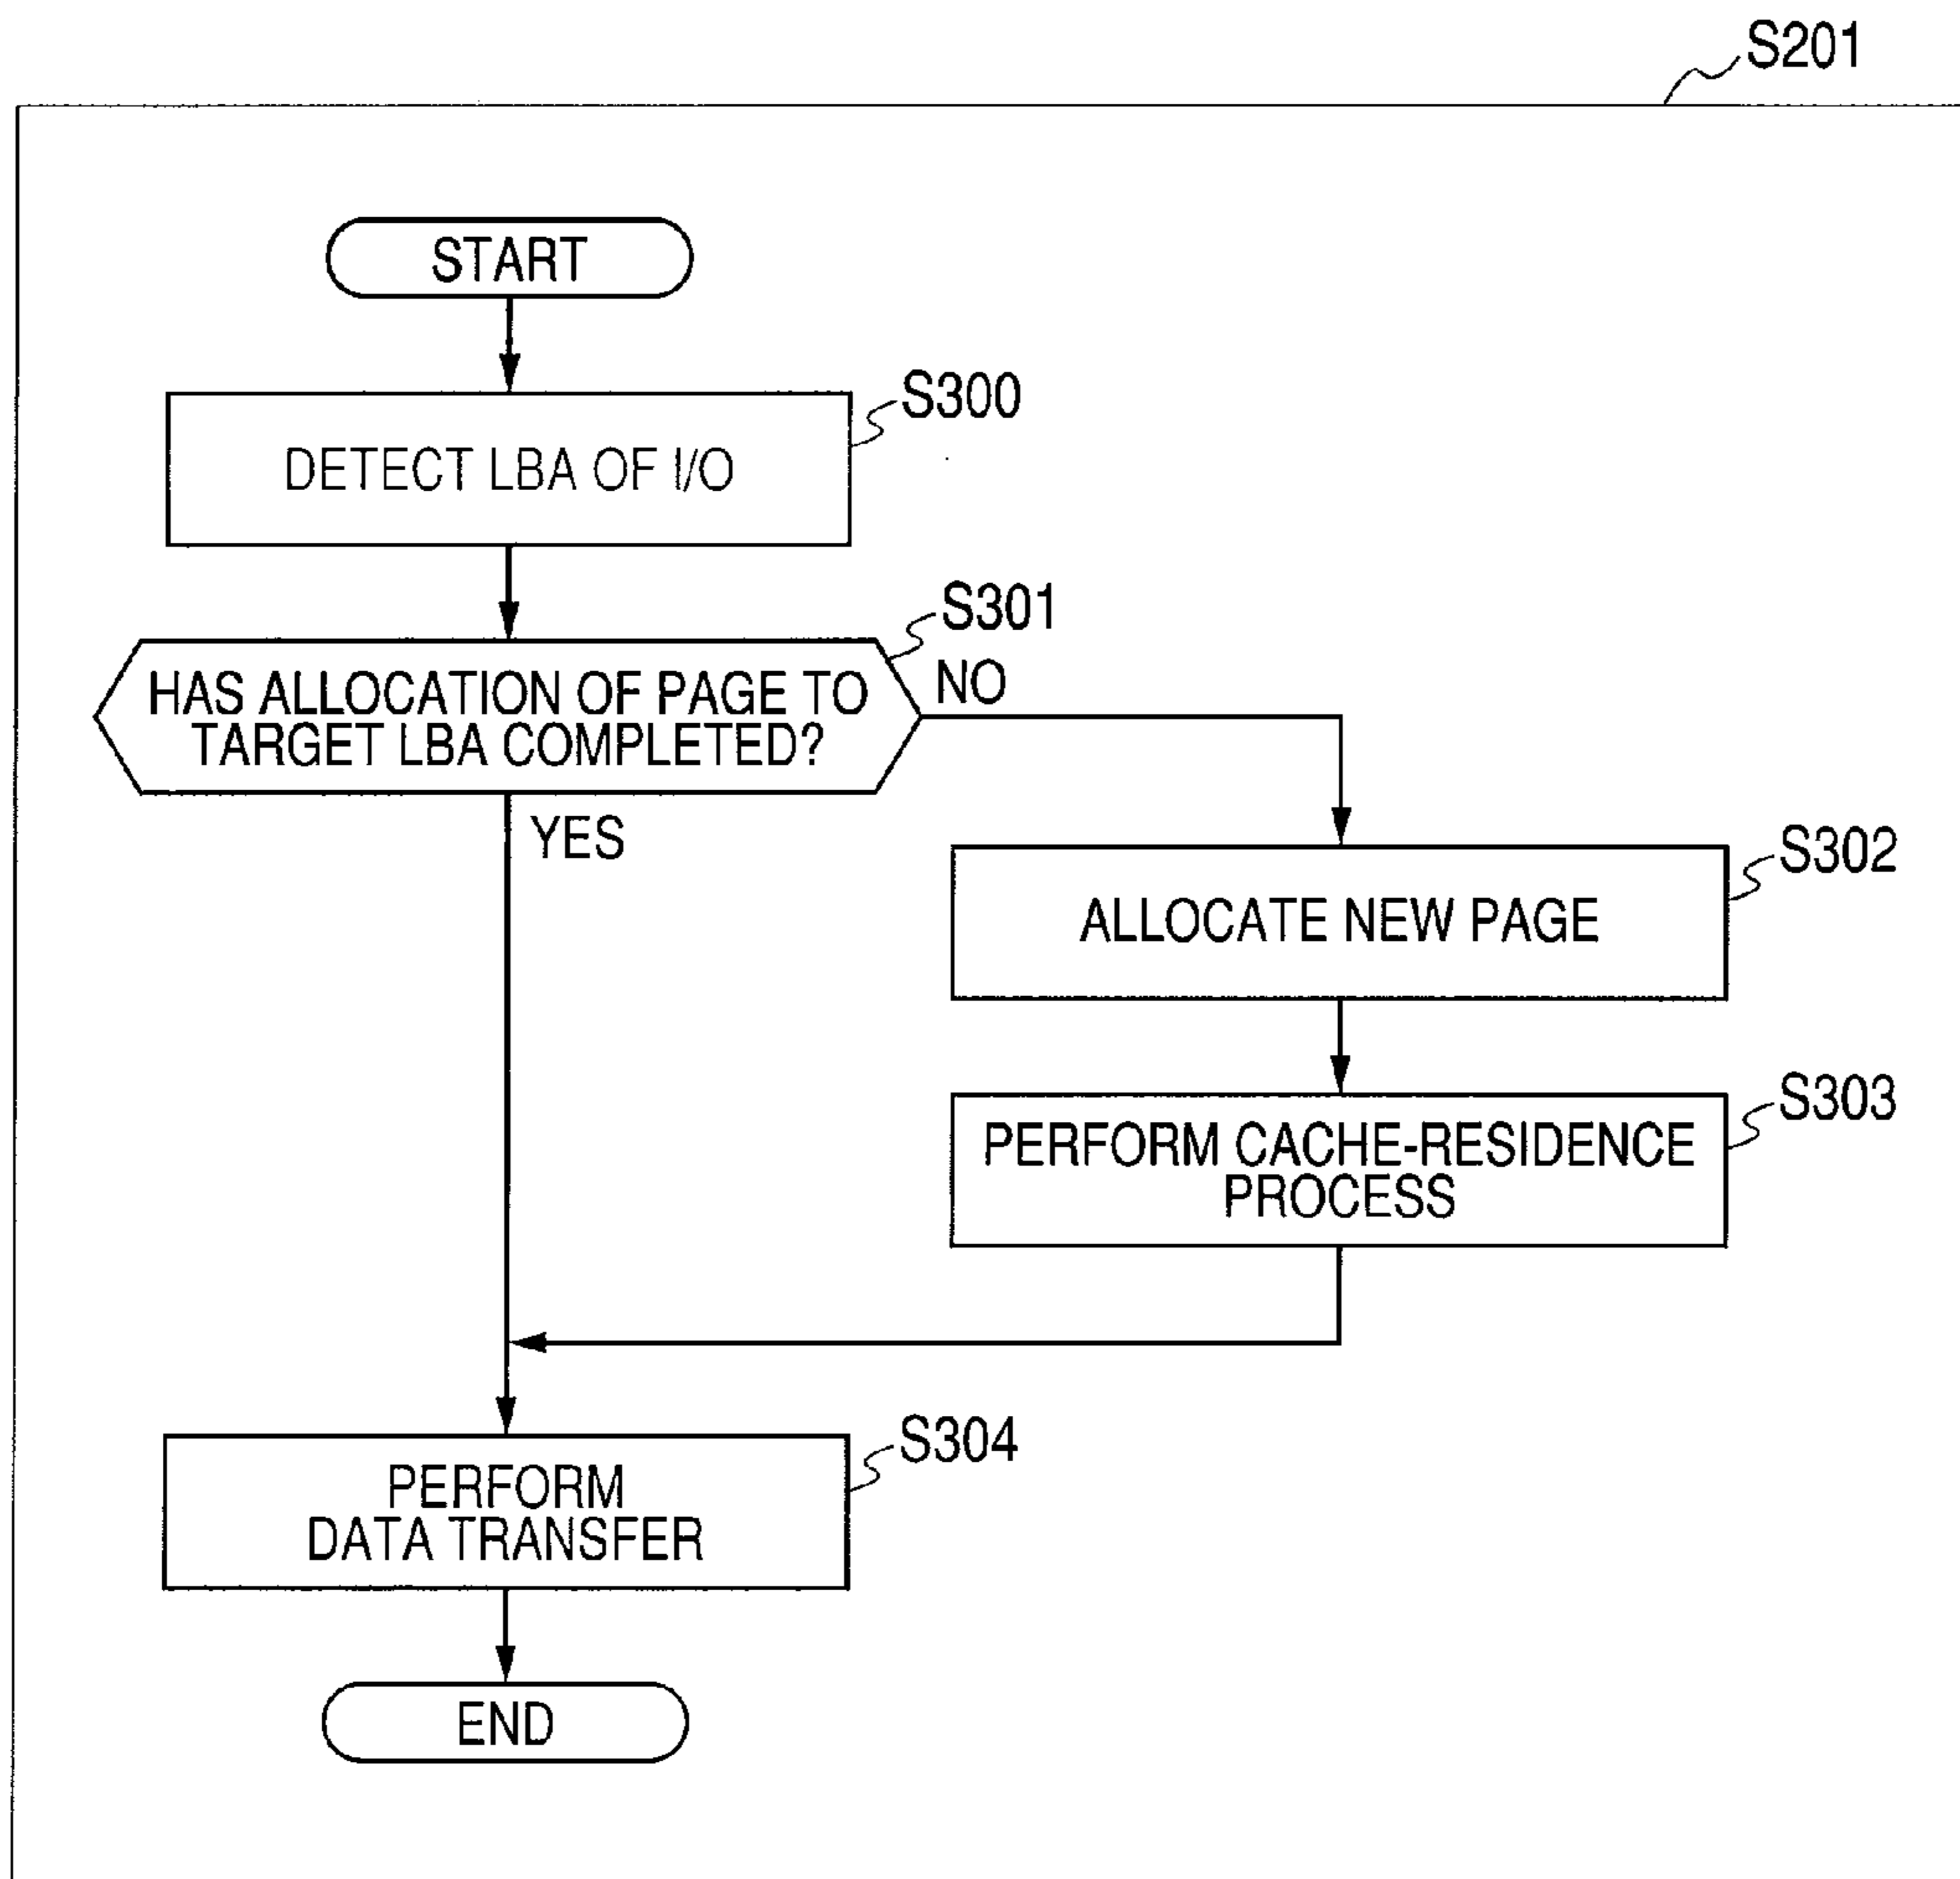 S201
START
S300
DETECT LBA OF I/O
S301
HAS ALLOCATION OF PAGE TO
TARGET LBA COMPLETED?
NO
YES
S302
ALLOCATE NEW PAGE
S303
PERFORM CACHE-RESIDENCE
PROCESS
S304
PERFORM
DATA TRANSFER
END